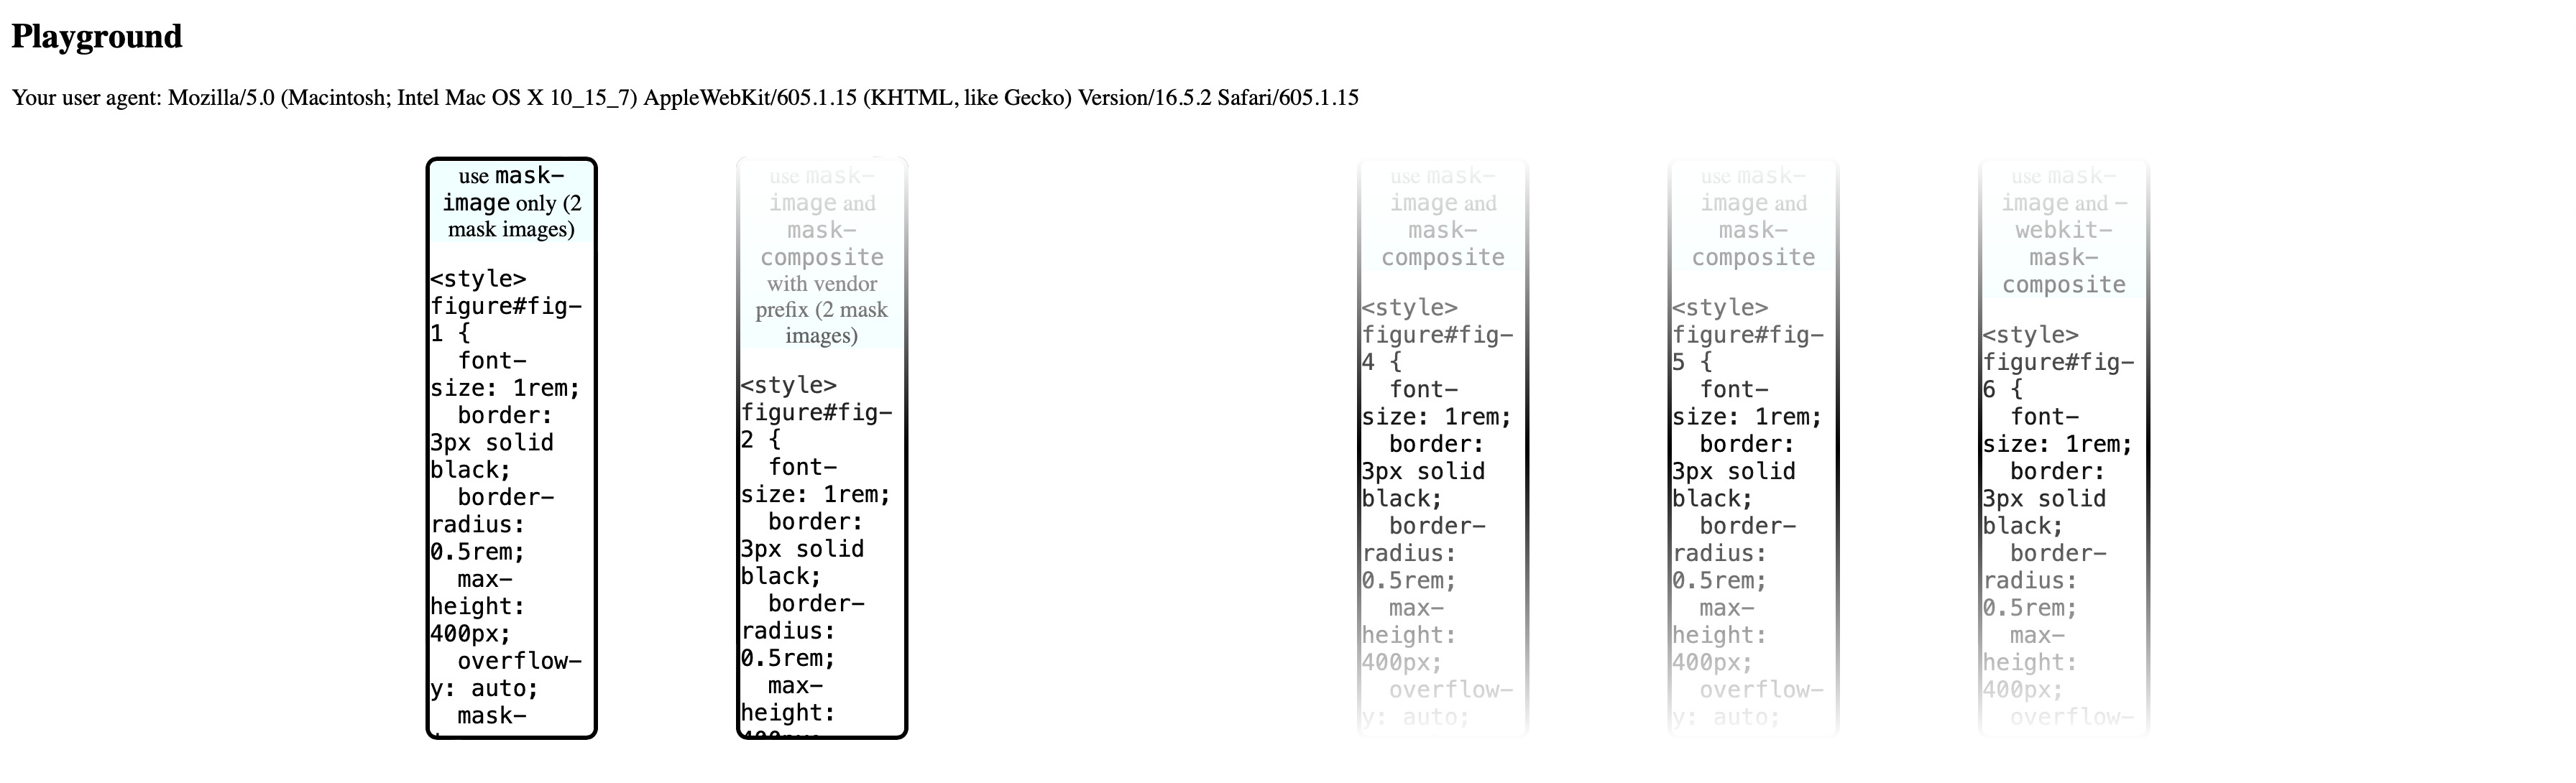 Playground
Your user agent: Mozilla/5.0 (Macintosh; Intel Mac OS X 10_15_7) AppleWebKit/605.1.15 (KHTML, like Gecko) Version/16.5.2 Safari/605.1.15
use mask-
image only (2
mask images)
<style>
figure#fig-
1 {
font-
size: 1rem;
border:
3px solid
black;
border-
radius:
0.5rem;
max-
height:
400px;
overflow-
y: auto;
mask-
use mask-
image and
mask-
composite
with vendor
prefix (2 mask
images)
<style>
figure#fig-
2 {
font-
size: 1rem;
border:
3px solid
black;
border-
radius:
0.5rem;
max-
height:
400px;
use mask-
image and
mask-
composite
<style>
figure#fig-
4 {
font-
size: 1rem;
border:
3px solid
black;
border-
radius:
0.5rem;
max-
height:
400px;
overflow-
y: auto;
use mask-
image and
mask-
composite
<style>
figure#fig-
5 {
font-
size: 1rem;
border:
3px solid
black;
border-
radius:
0.5rem;
max-
height:
400px;
overflow-
y: auto;
use mask-
image and -
webkit-
mask-
composite
<style>
figure#fig-
6 {
font-
size: 1rem;
border:
3px solid
black;
border-
radius:
0.5rem;
max-
height:
400px;
overflow-